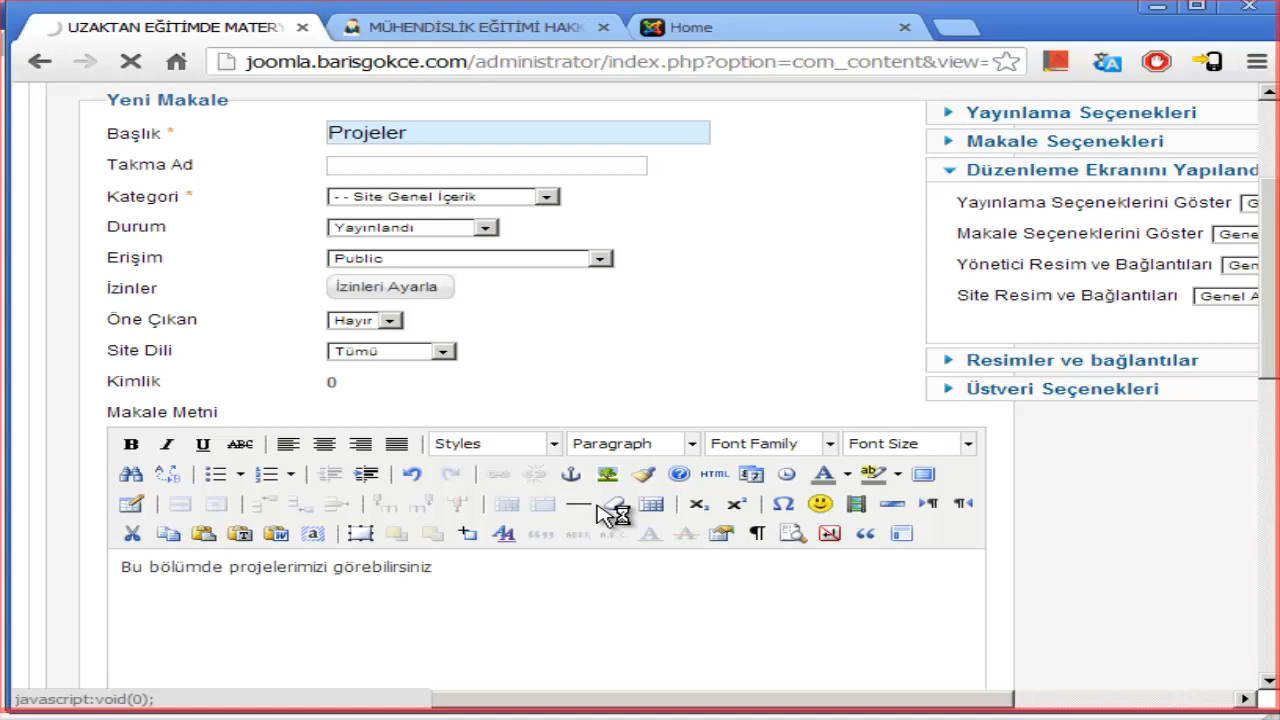 UZAKTAN EĞİTİMDE MATERY
MÜHENDİSLİK EĞİTİMİ HAKK
Home
joomla.barisgokce.com/administrator/index.php?option=com_content&view=
Yeni Makale
Başlık *
Projeler
Takma Ad
Kategori *
- - Site Genel İçerik
Durum
Yayınlandı
Erişim
Public
İzinler
İzinleri Ayarla
Öne Çıkan
Hayır
Site Dili
Tümü
Kimlik
0
Makale Metni
Yayınlama Seçenekleri
Makale Seçenekleri
Düzenleme Ekranını Yapıland
Yayınlama Seçeneklerini Göster G
Makale Seçeneklerini Göster Gene
Yönetici Resim ve Bağlantıları Gen
Site Resim ve Bağlantıları Genel A
Resimler ve bağlantılar
Üstveri Seçenekleri
B I U ABC Styles Paragraph Font Family Font Size
HTML
Bu bölümde projelerimizi görebilirsiniz
javascript:void(0);